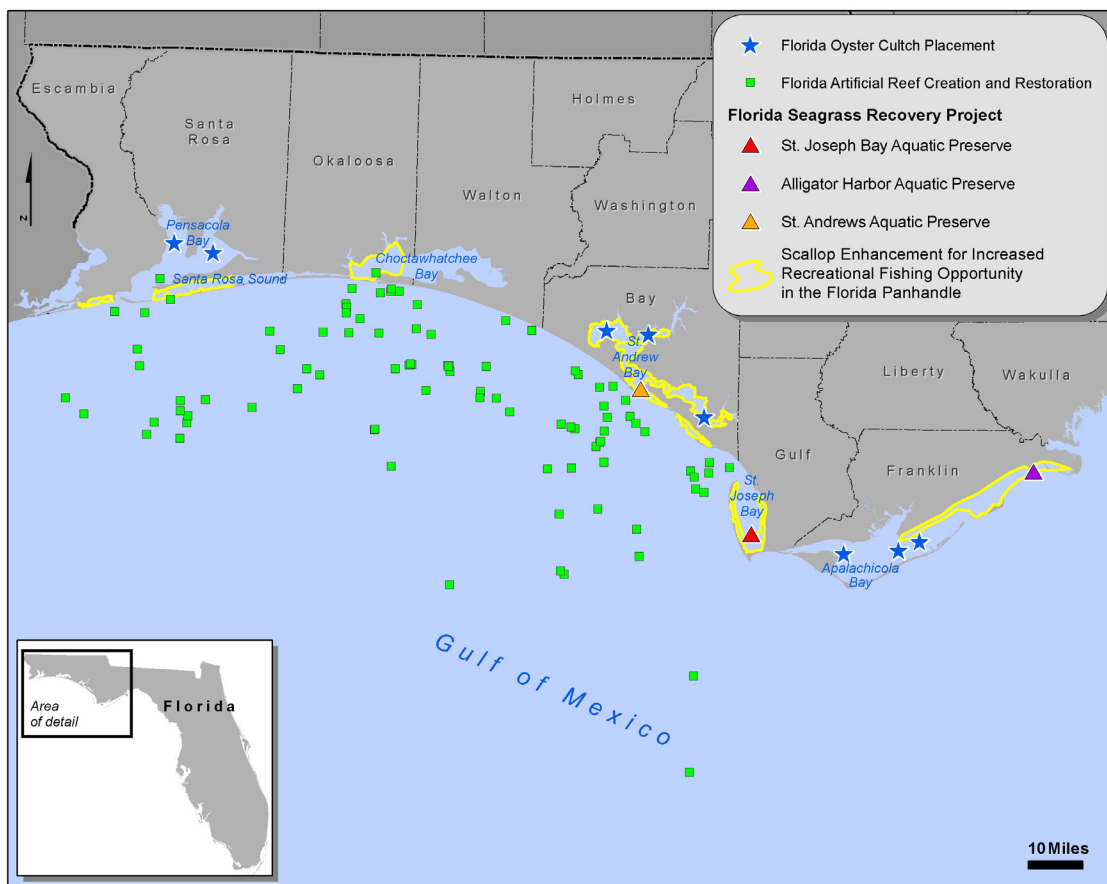 Florida Oyster Cultch Placement
Florida Artificial Reef Creation and Restoration
Florida Seagrass Recovery Project
St. Joseph Bay Aquatic Preserve
Alligator Harbor Aquatic Preserve
St. Andrews Aquatic Preserve
Scallop Enhancement for Increased
Recreational Fishing Opportunity
in the Florida Panhandle
Escambia
Santa
Rosa
Okaloosa
Holmes
Walton
Washington
N
Pensacola
Bay
Santa Rosa Sound
Choctawhatchee
Bay
Bay
St.
Andrew
Bay
Liberty
Wakulla
Gulf
Franklin
St.
Joseph
Bay
Apalachicola
Bay
Gulf of Mexico
Area
of detail
Florida
10 Miles